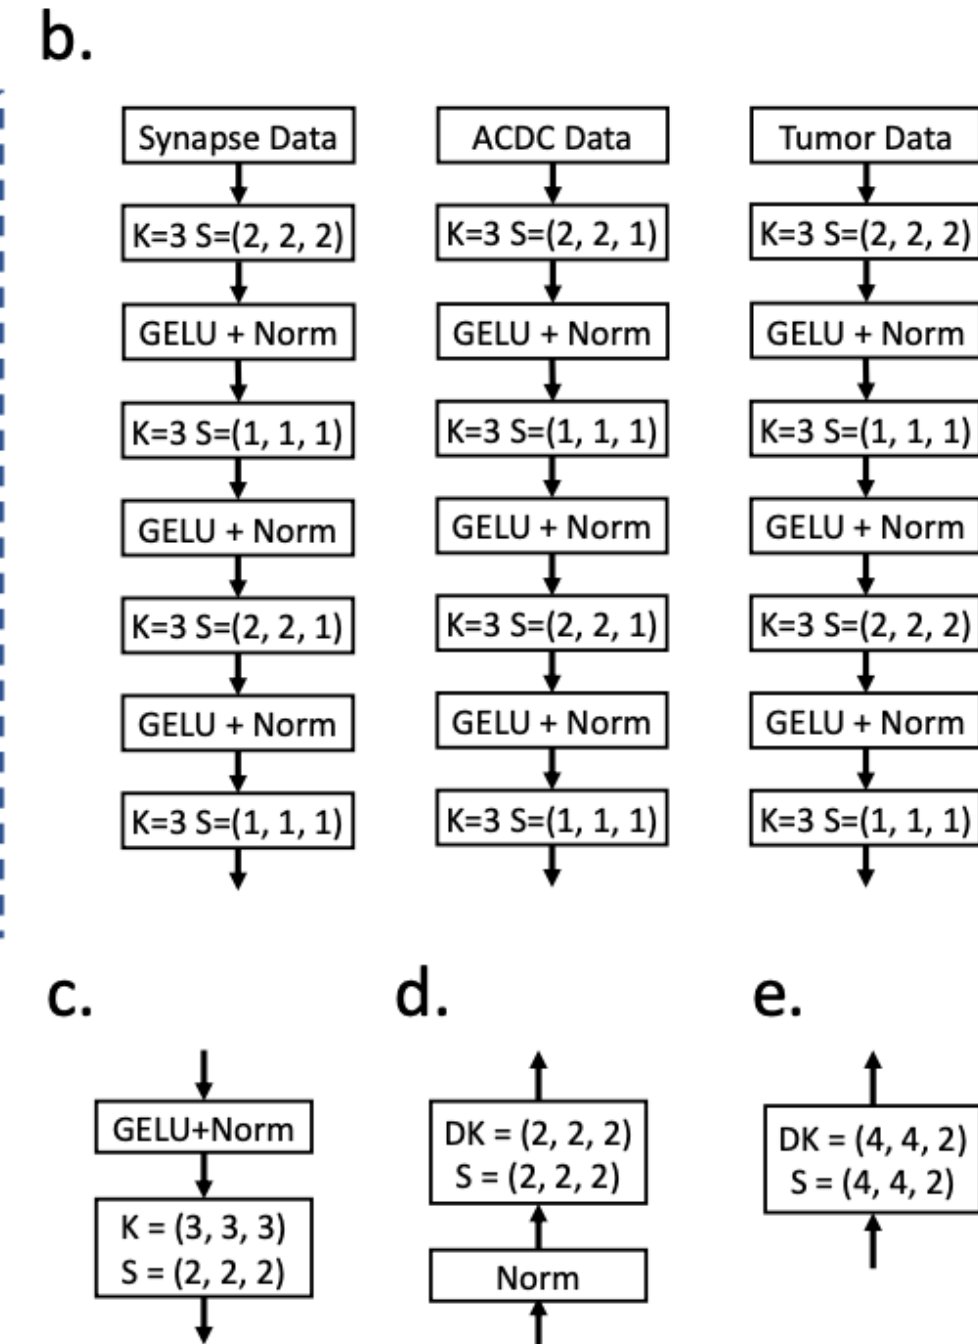 b.
Synapse Data
K=3 S=(2, 2, 2)
GELU + Norm
K=3 S=(1, 1, 1)
GELU + Norm
K=3 S=(2, 2, 1)
GELU + Norm
K=3 S=(1, 1, 1)
ACDC Data
K=3 S=(2, 2, 1)
GELU + Norm
K=3 S=(1, 1, 1)
GELU + Norm
K=3 S=(2, 2, 1)
GELU + Norm
K=3 S=(1, 1, 1)
Tumor Data
K=3 S=(2, 2, 2)
GELU + Norm
K=3 S=(1, 1, 1)
GELU + Norm
K=3 S=(2, 2, 2)
GELU + Norm
K=3 S=(1, 1, 1)
c.
GELU+Norm
K = (3, 3, 3)
S = (2, 2, 2)
d.
DK = (2, 2, 2)
S = (2, 2, 2)
Norm
e.
DK = (4, 4, 2)
S = (4, 4, 2)